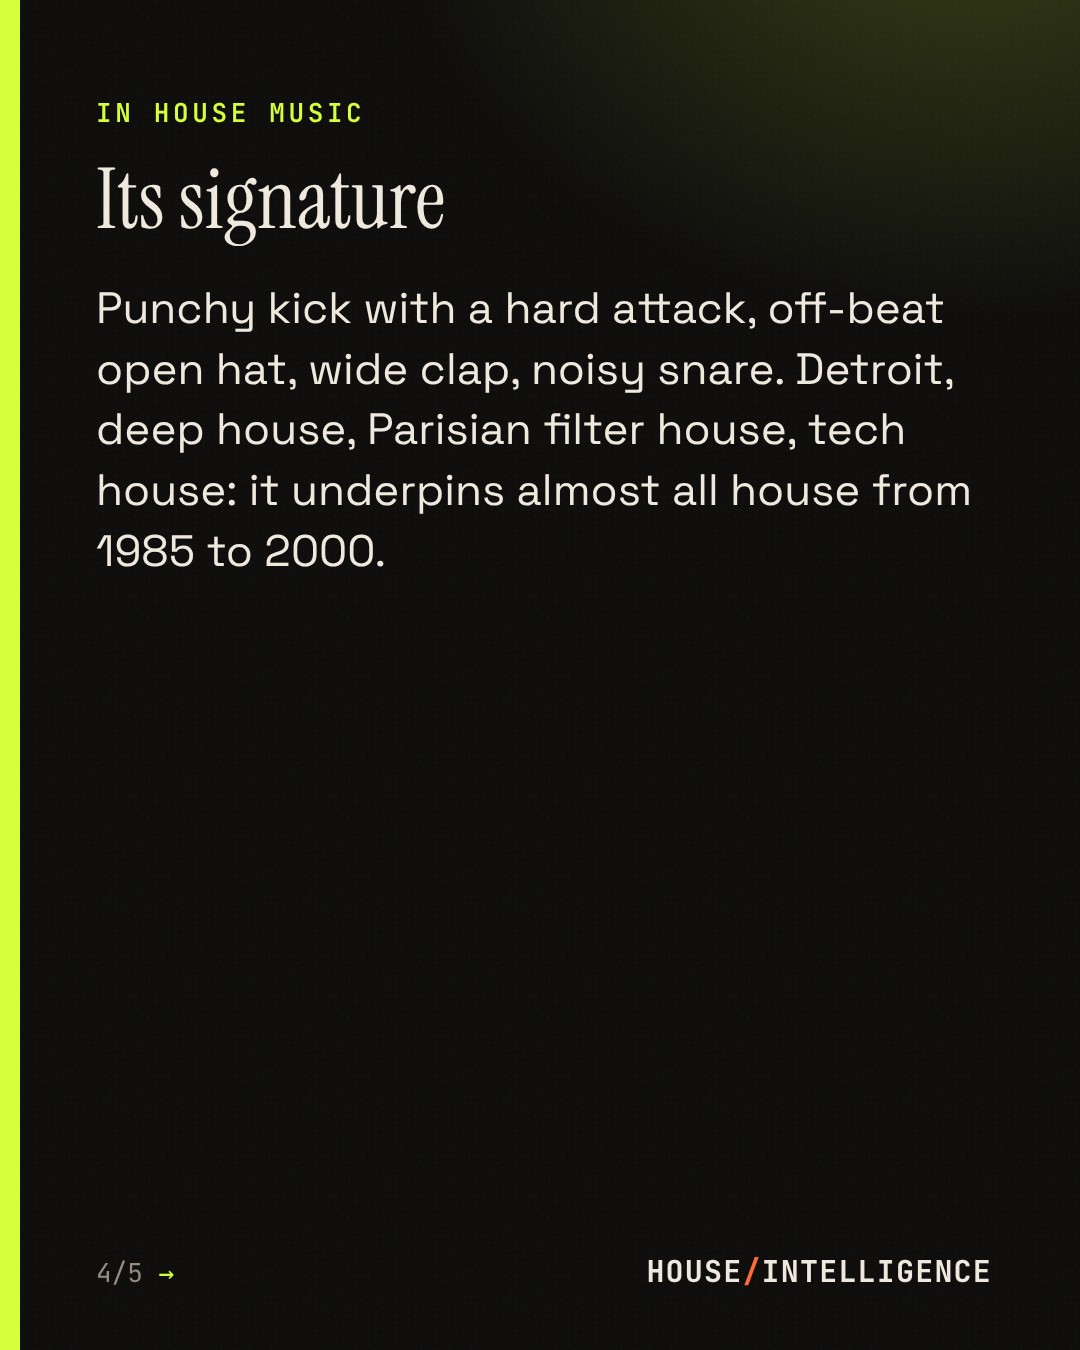 IN HOUSE MUSIC
Its signature
Punchy kick with a hard attack, off-beat
open hat, wide clap, noisy snare. Detroit,
deep house, Parisian filter house, tech
house: it underpins almost all house from
1985 to 2000.
4/5 →
HOUSE/INTELLIGENCE